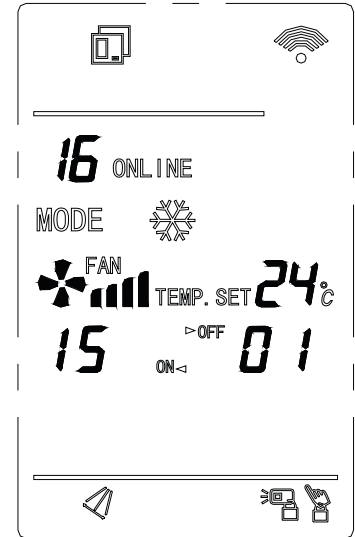 16 ONLINE
MODE
FAN
TEMP. SET 24°C
15 ▷OFF 01
ON◁